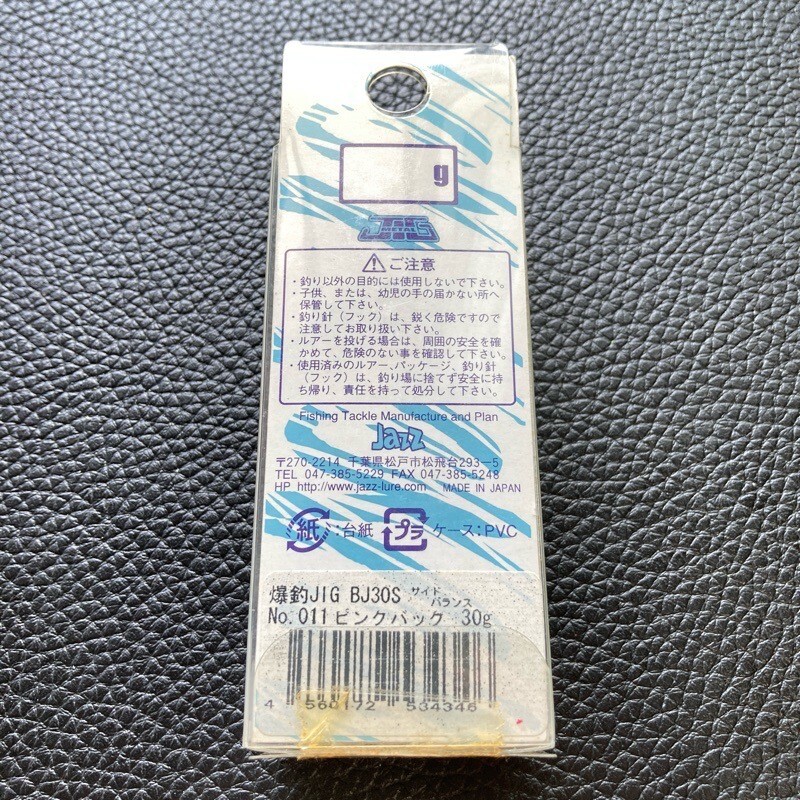 g
JIG
ご注意
・釣り以外の目的には使用しないで下さい。
・子供、または、幼児の手の届かない所へ
保管して下さい。
・釣り針（フック）は、鋭く危険ですので
注意してお取り扱い下さい。
・ルアーを投げる場合は、周囲の安全を確
かめて、危険のない事を確認して下さい。
・使用済みのルアー、パッケージ、釣り針
（フック）は、釣り場に捨てず安全に持
ち帰り、責任を持って処分して下さい。
Fishing Tackle Manufacture and Plan
JaZZ
〒270-2214 千葉県松戸市松飛台293−5
TEL 047-385-5229 FAX 047-385-5248
HP http://www.jazz-lure.com MADE IN JAPAN
紙:台紙 プラ ケース:PVC
爆釣JIG BJ30S サイドバランス
No.011 ピンクバック 30g
4 560172 534346